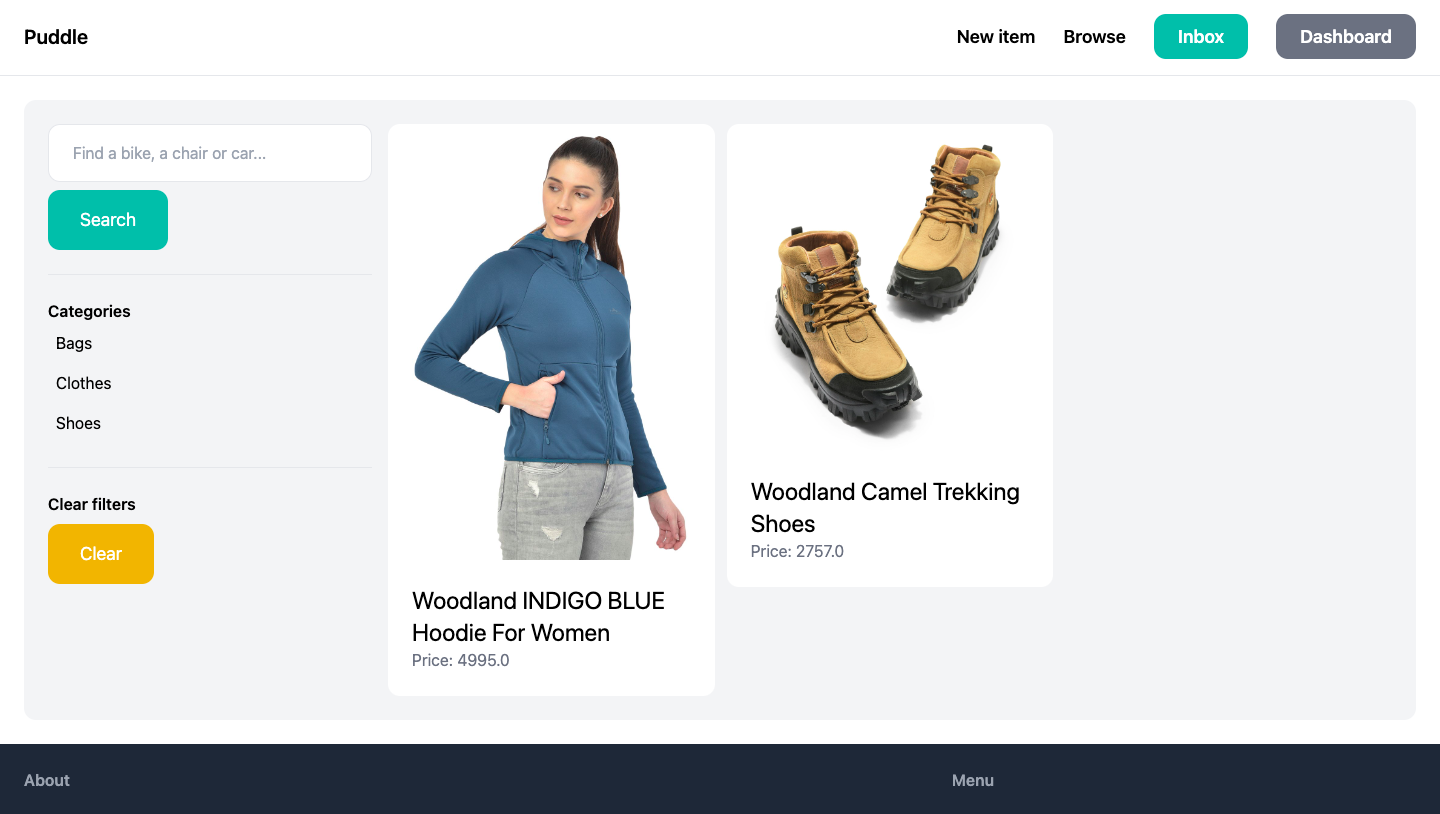 Puddle
New item
Browse
Inbox
Dashboard
Find a bike, a chair or car...
Search
Categories
Bags
Clothes
Shoes
Clear filters
Clear
Woodland INDIGO BLUE
Hoodie For Women
Price: 4995.0
Woodland Camel Trekking
Shoes
Price: 2757.0
About
Menu